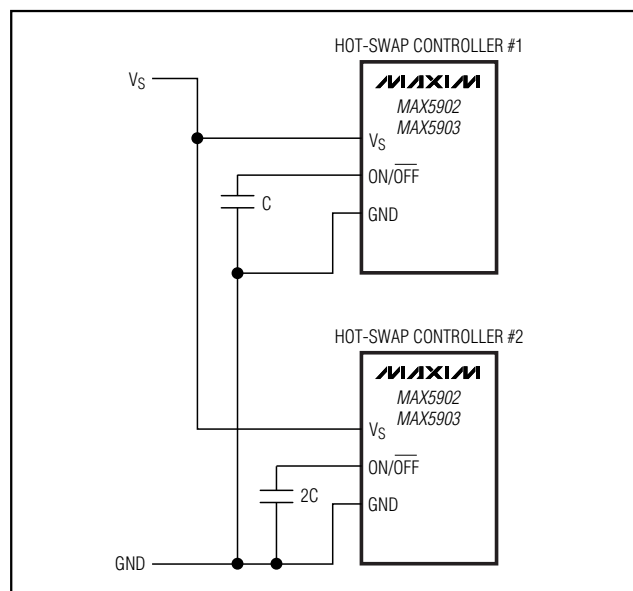 HOT-SWAP CONTROLLER #1
VS
MAXIM
MAX5902
MAX5903
VS
ON/OFF
C
GND
HOT-SWAP CONTROLLER #2
MAXIM
MAX5902
MAX5903
VS
ON/OFF
2C
GND
GND